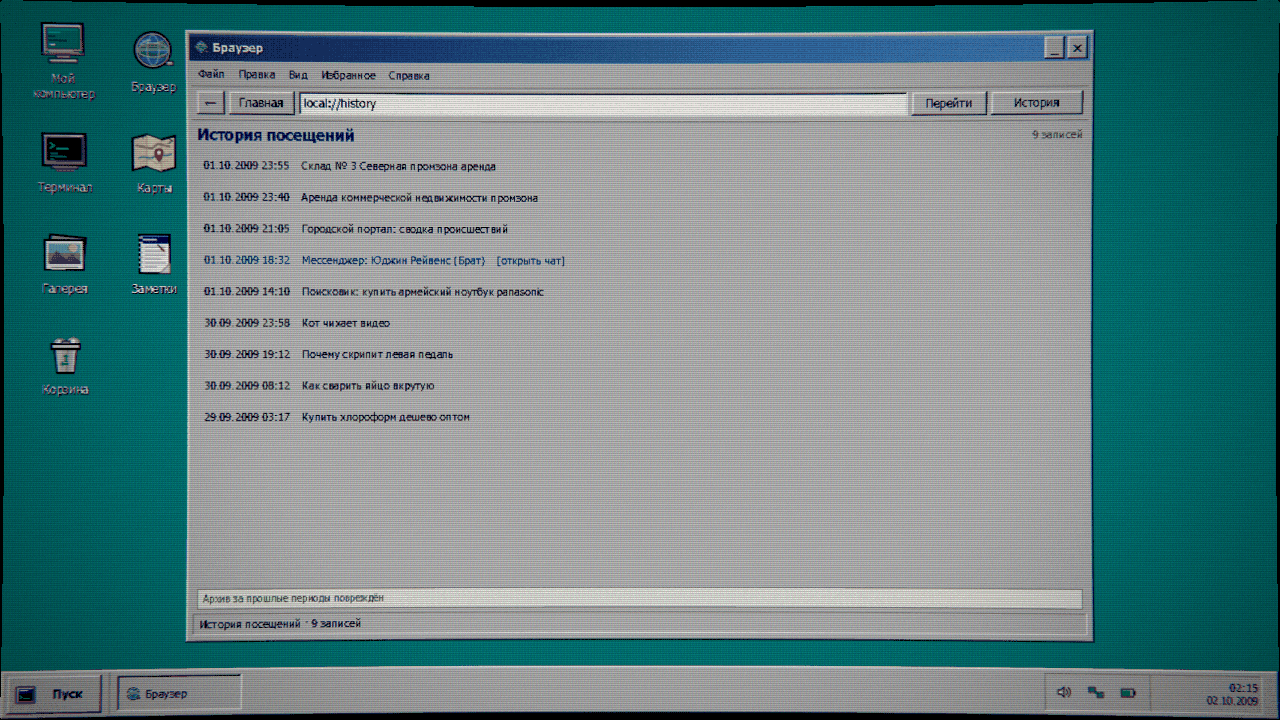 Браузер
Файл Правка Вид Избранное Справка
← Главная local://history Перейти История
История посещений 9 записей
01.10.2009 23:55 Склад № 3 Северная промзона аренда
01.10.2009 23:40 Аренда коммерческой недвижимости промзона
01.10.2009 21:05 Городской портал: сводка происшествий
01.10.2009 18:32 Мессенджер: Юджин Рейвенс (Брат) [открыть чат]
01.10.2009 14:10 Поисковик: купить армейский ноутбук panasonic
30.09.2009 23:58 Кот чихает видео
30.09.2009 19:12 Почему скрипит левая педаль
30.09.2009 08:12 Как сварить яйцо вкрутую
29.09.2009 03:17 Купить хлороформ дешево оптом
Архив за прошлые периоды повреждён
История посещений · 9 записей
Мой компьютер
Браузер
Терминал
Карты
Галерея
Заметки
1
Корзина
Пуск
Браузер
02:15
02.10.2009